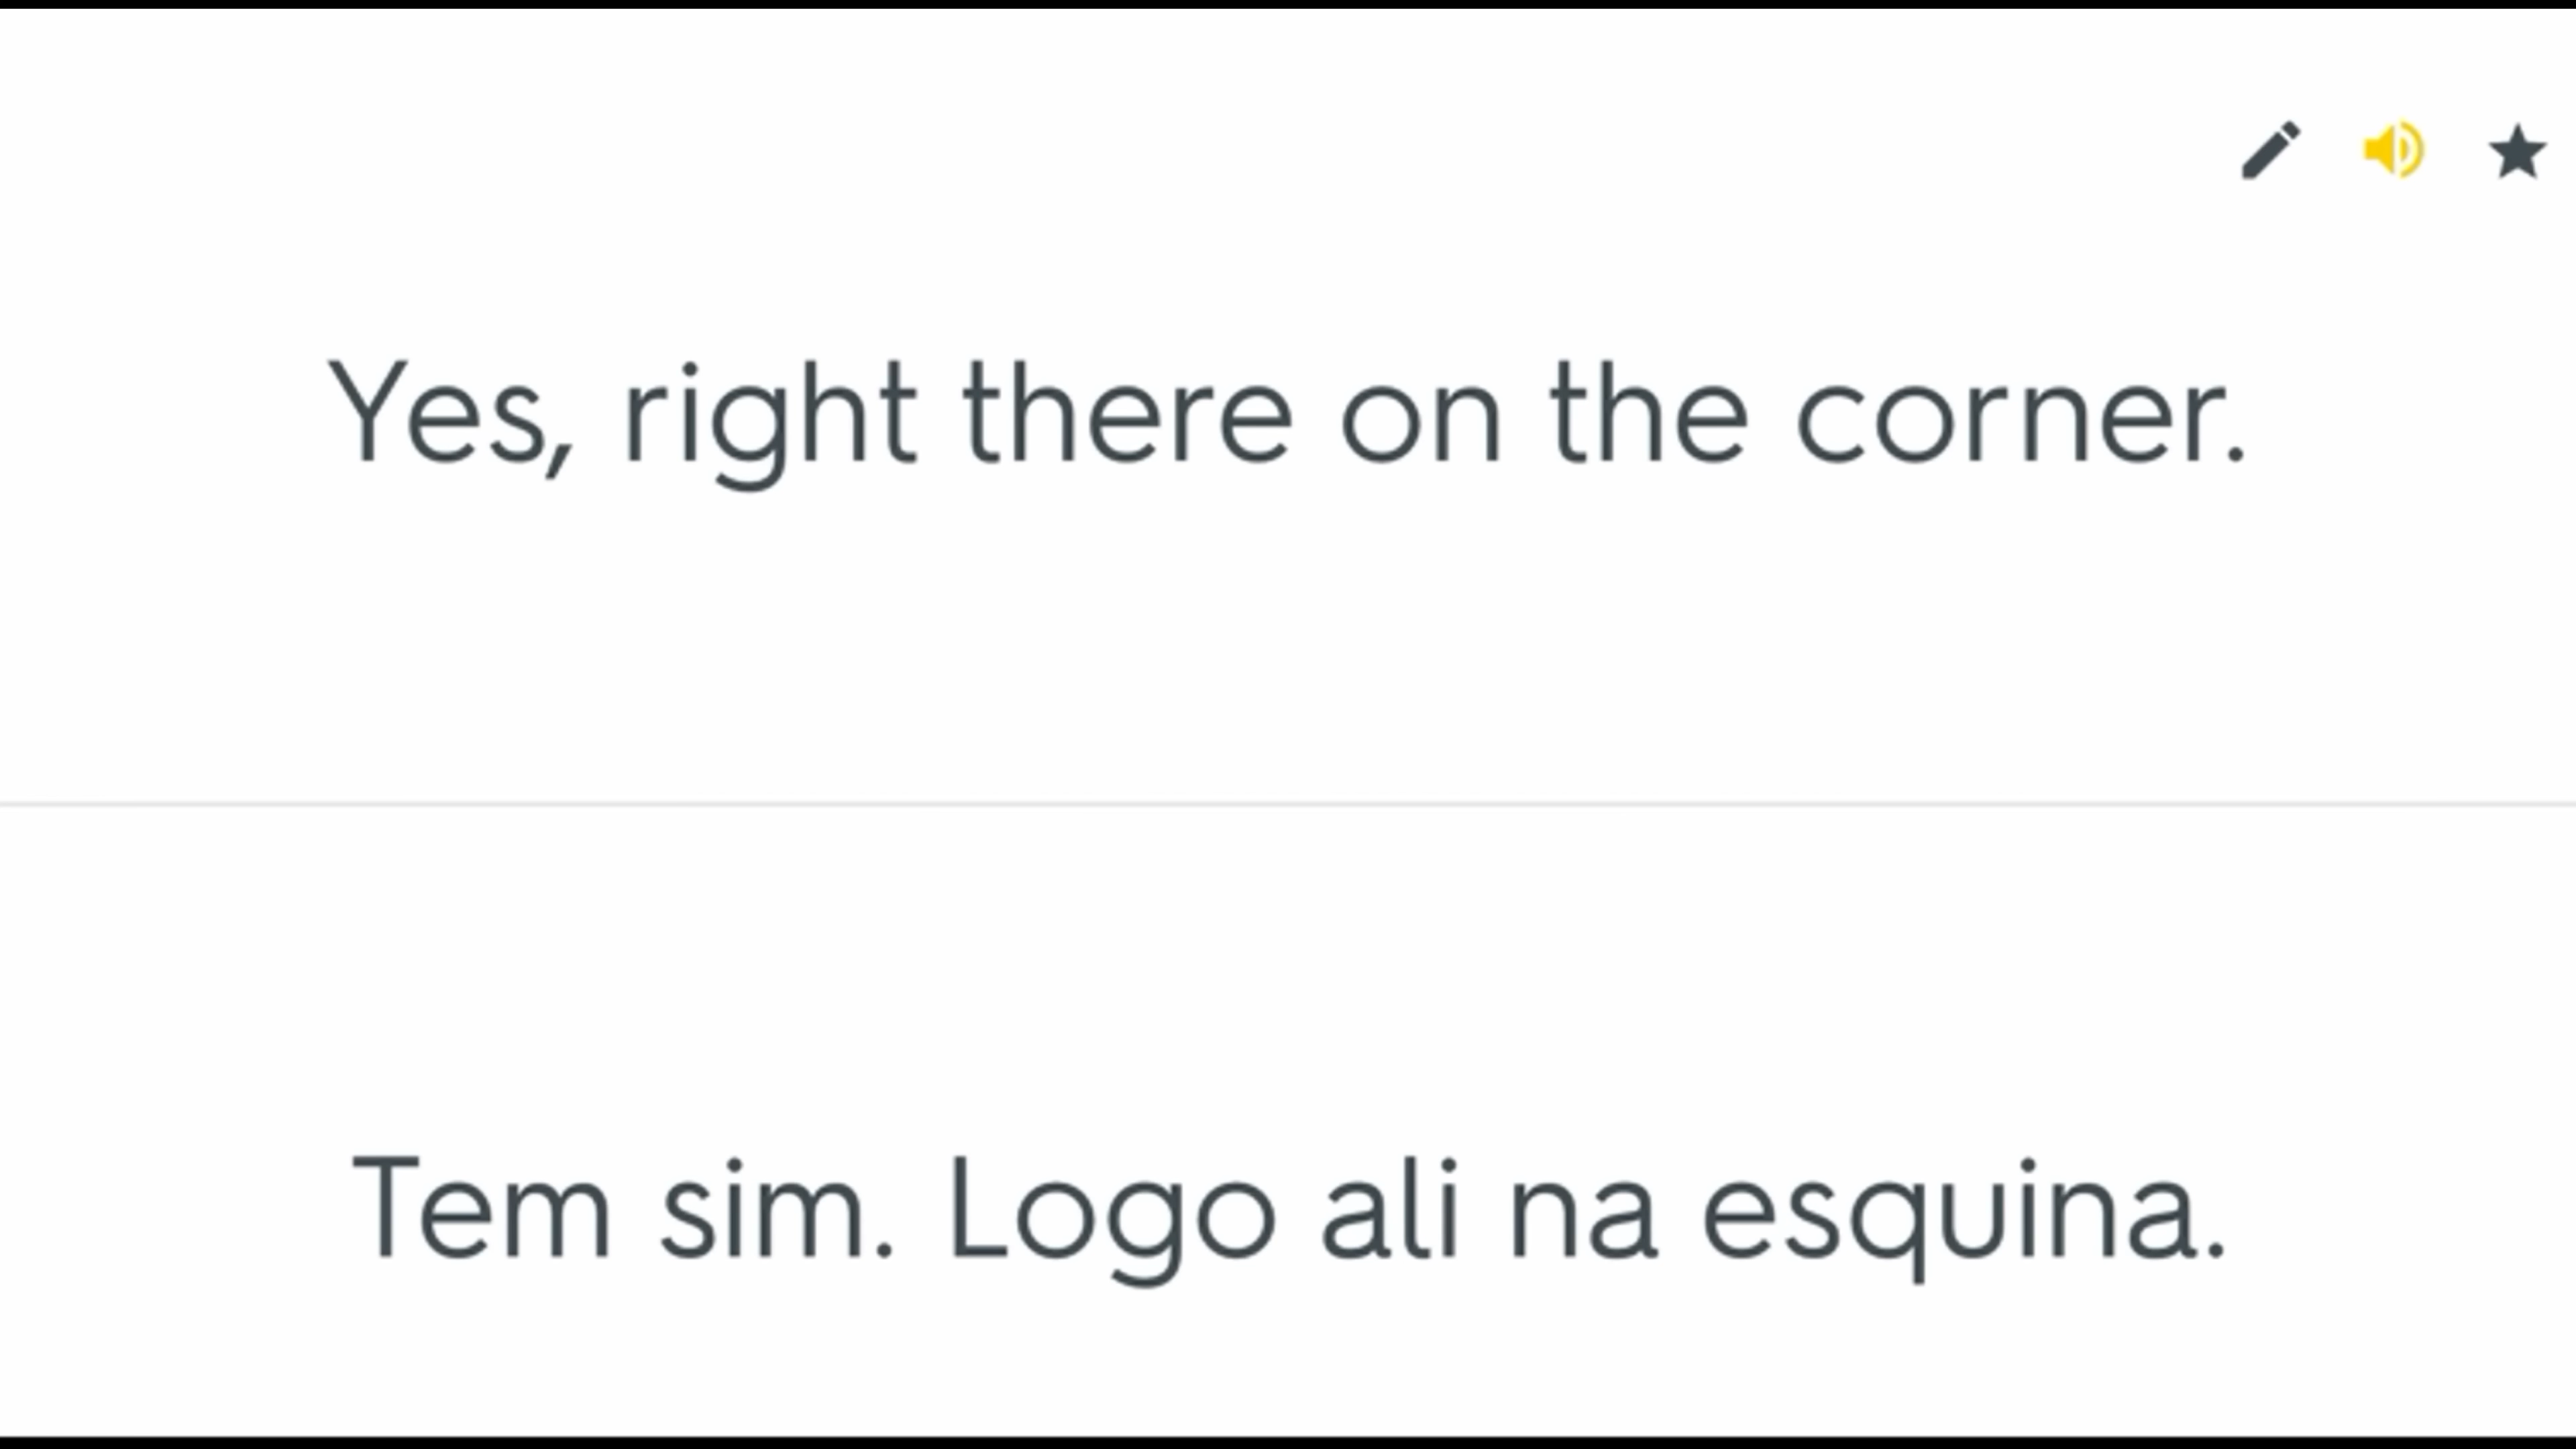 Yes, right there on the corner.
Tem sim. Logo ali na esquina.